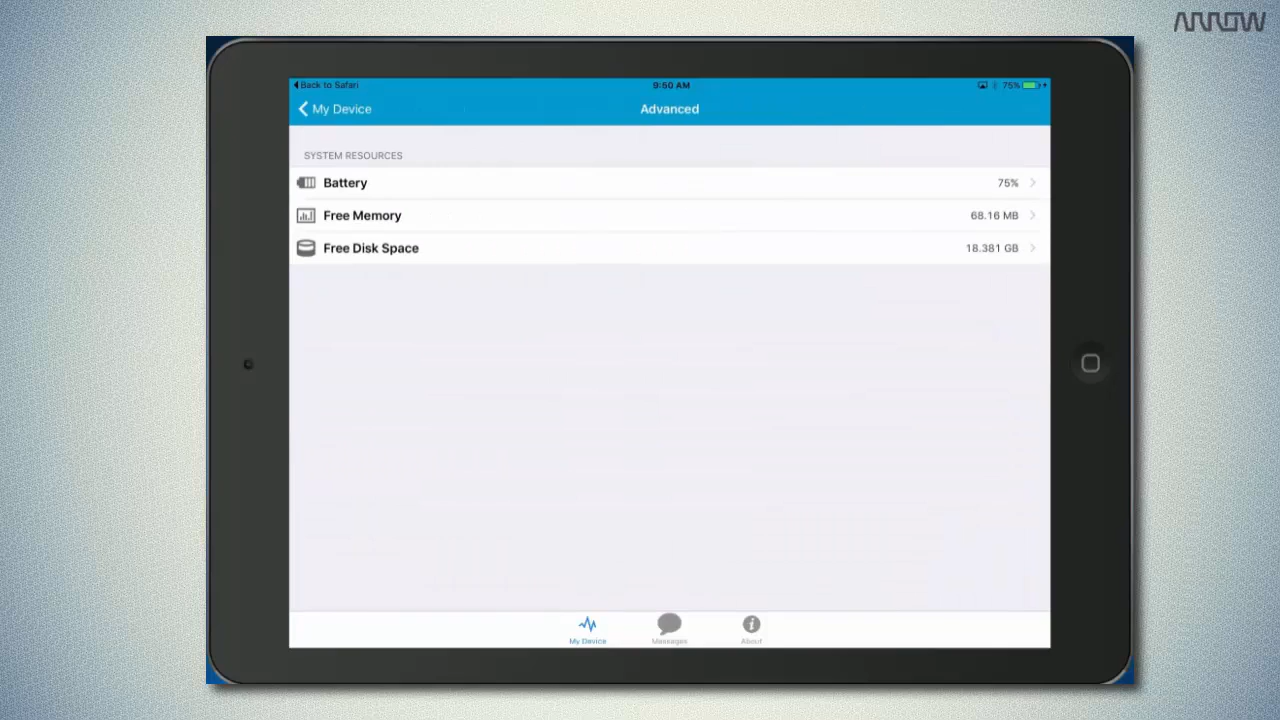 ARROW
Back to Safari 9:50 AM 75%
My Device Advanced
SYSTEM RESOURCES
Battery 75%
Free Memory 68.16 MB
Free Disk Space 18.381 GB
My Device Messages About